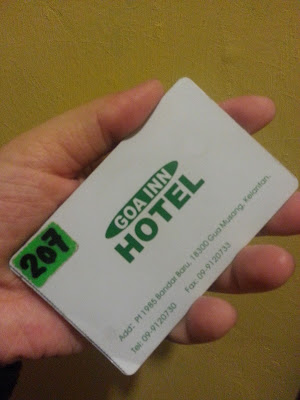 GOA INN
HOTEL
207
Add: Pt 1985 Bandar Baru, 18300 Gua Musang, Kelantan.
Tel: 09-9120730 Fax: 09-9120733